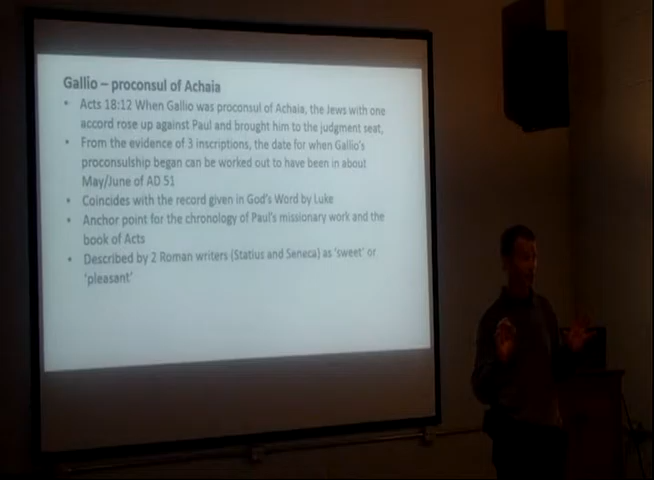 Gallio – proconsul of Achaia
• Acts 18:12 When Gallio was proconsul of Achaia, the Jews with one
accord rose up against Paul and brought him to the judgment seat,
• From the evidence of 3 inscriptions, the date for when Gallio's
proconsulship began can be worked out to have been in about
May/June of AD 51
• Coincides with the record given in God's Word by Luke
• Anchor point for the chronology of Paul's missionary work and the
book of Acts
• Described by 2 Roman writers (Statius and Seneca) as 'sweet' or
'pleasant'